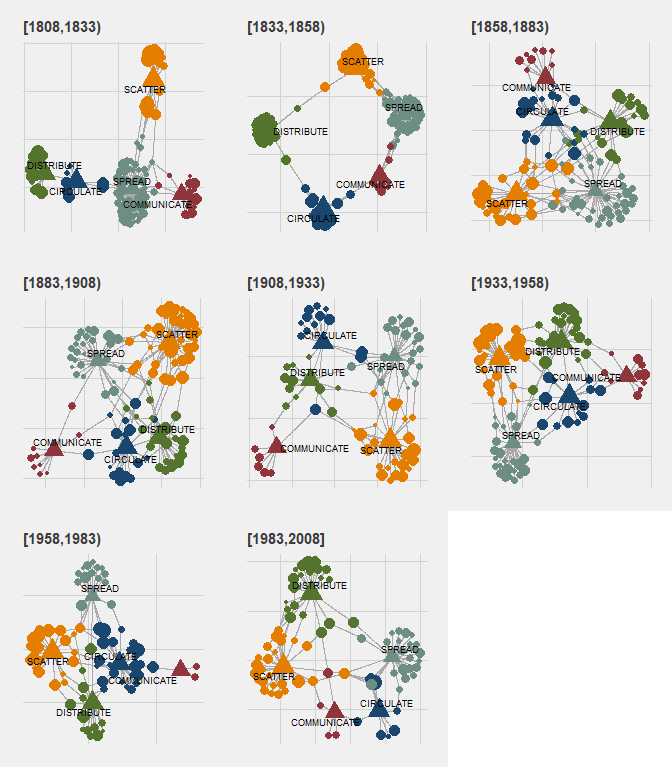 [1808,1833)
[1833,1858)
[1858,1883)
SCATTER
DISTRIBUTE
CIRCULATE
SPREAD
COMMUNICATE
SCATTER
SPREAD
DISTRIBUTE
COMMUNICATE
CIRCULATE
COMMUNICATE
CIRCULATE
DISTRIBUTE
SPREAD
SCATTER
[1883,1908)
[1908,1933)
[1933,1958)
SCATTER
SPREAD
DISTRIBUTE
COMMUNICATE
CIRCULATE
CIRCULATE
SPREAD
DISTRIBUTE
COMMUNICATE
SCATTER
DISTRIBUTE
SCATTER
COMMUNICATE
CIRCULATE
SPREAD
[1958,1983)
[1983,2008]
SPREAD
CIRCULATE
SCATTER
COMMUNICATE
DISTRIBUTE
DISTRIBUTE
SPREAD
SCATTER
CIRCULATE
COMMUNICATE